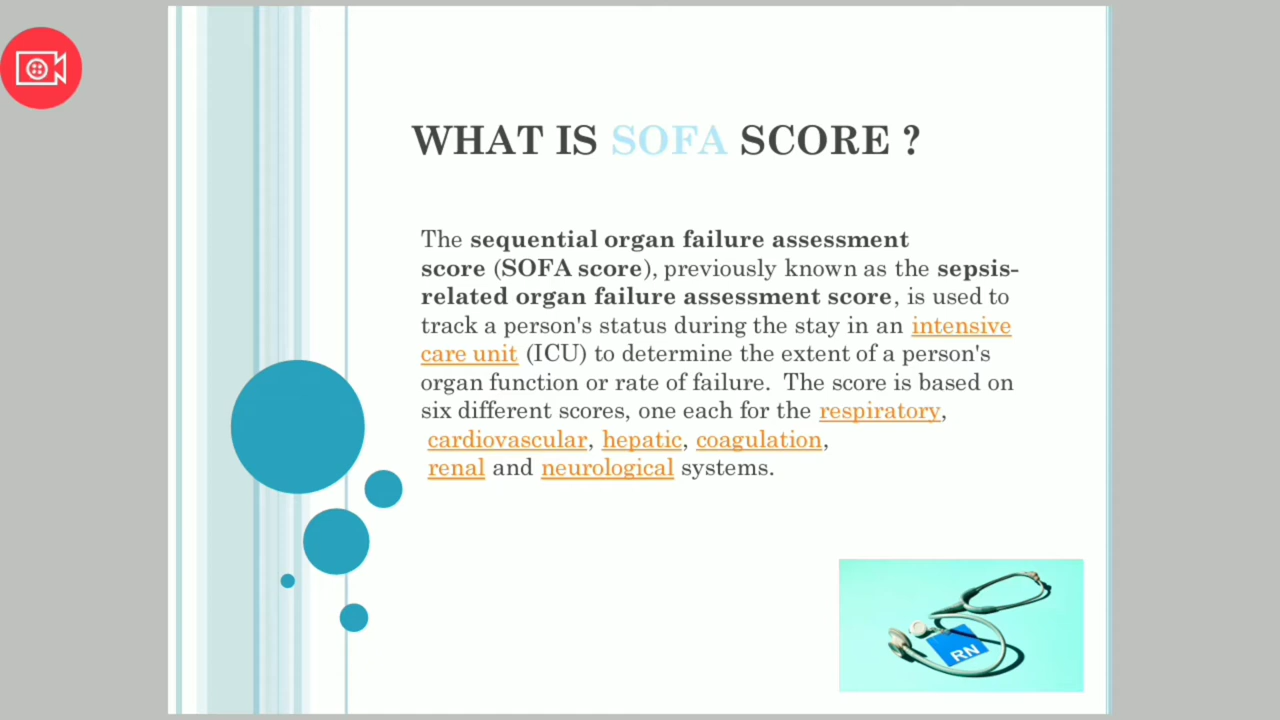 WHAT IS SOFA SCORE ?
The sequential organ failure assessment
score (SOFA score), previously known as the sepsis-
related organ failure assessment score, is used to
track a person's status during the stay in an intensive
care unit (ICU) to determine the extent of a person's
organ function or rate of failure. The score is based on
six different scores, one each for the respiratory,
cardiovascular, hepatic, coagulation,
renal and neurological systems.
RN